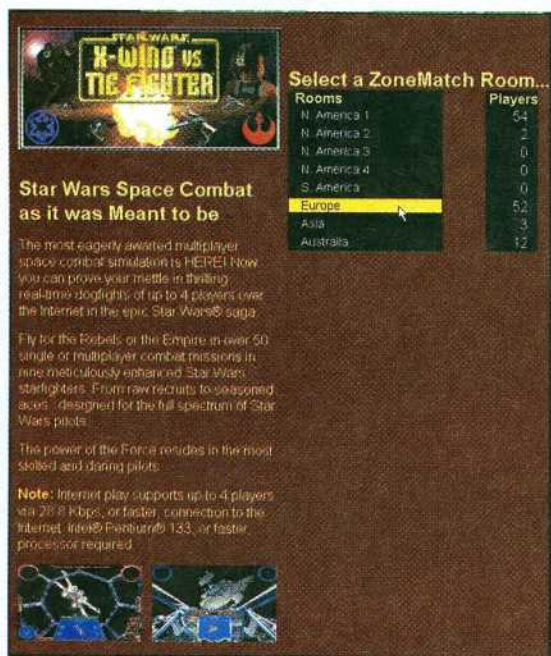 STAR WARS
X-WING VS
TIE FIGHTER
Star Wars Space Combat
as it was Meant to be
The most eagerly awaited multiplayer
space combat simulation is HERE! Now
you can prove your mettle in thrilling
real-time dogfights of up to 4 players over
the Internet in the epic Star Wars® saga.
Fly for the Rebels or the Empire in over 50
single or multiplayer combat missions in
nine meticulously enhanced Star Wars
starfighters. From raw recruits to seasoned
aces: designed for the full spectrum of Star
Wars pilots.
The power of the Force resides in the most
skilled and daring pilots.
Note: Internet play supports up to 4 players
via 28.8 Kbps, or faster, connection to the
Internet. Intel® Pentium® 133, or faster,
processor required.
Select a ZoneMatch Room...
Rooms Players
N. America 1 54
N. America 2 2
N. America 3 0
N. America 4 0
S. America 0
Europe 52
Asia 3
Australia 12